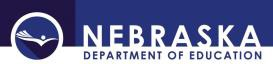 NEBRASKA
DEPARTMENT OF EDUCATION